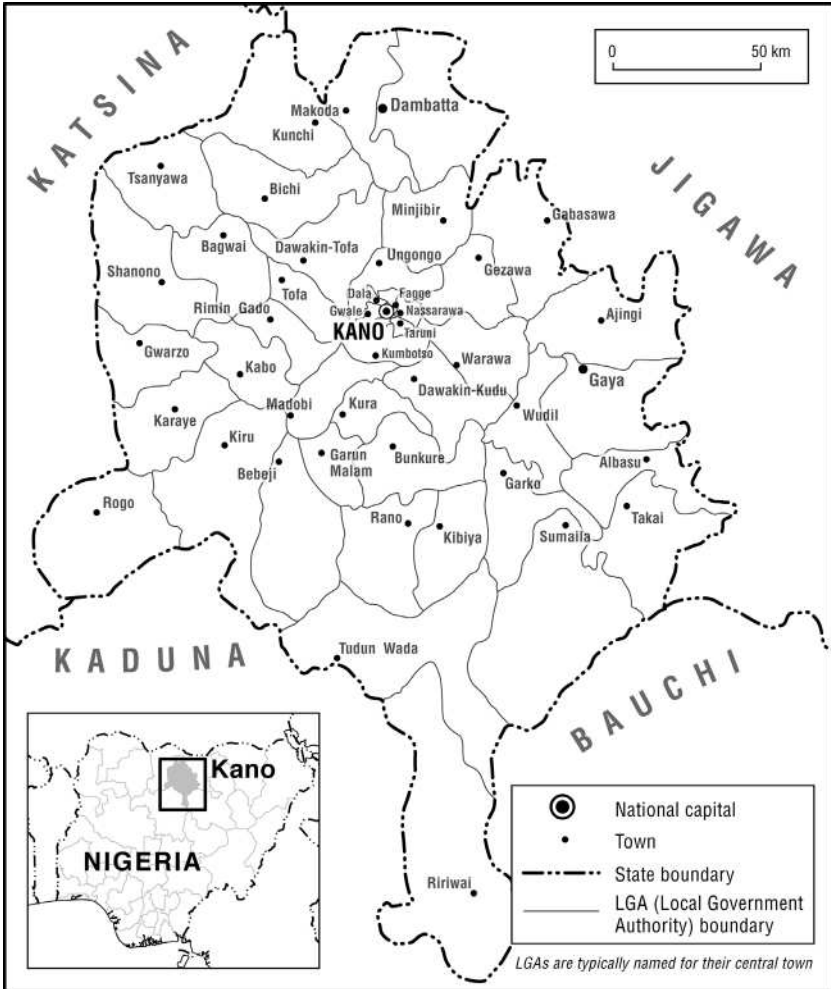 KATSINA
0 50 km
Makoda
Dambatta
Kunchi
JIGAWA
Tsanyawa
Bichi
Minjibir
Gabasawa
Bagwai
Dawakin-Tofa
Ungongo
Gezawa
Shanono
Tofa
Dala
Fagge
Rimin Gado
Gwale
Nassarawa
Ajingi
KANO
Taruni
Gwarzo
Kumbotso
Warawa
Kabo
Dawakin-Kudu
Gaya
Karaye
Madobi
Kura
Wudil
Kiru
Garun
Malam
Bunkure
Bebeji
Garko
Albasu
Rogo
Rano
Kibiya
Sumaila
Takai
KADUNA
Tudun Wada
BAUCHI
Kano
NIGERIA
Ririwai
National capital
Town
State boundary
LGA (Local Government
Authority) boundary
LGAs are typically named for their central town